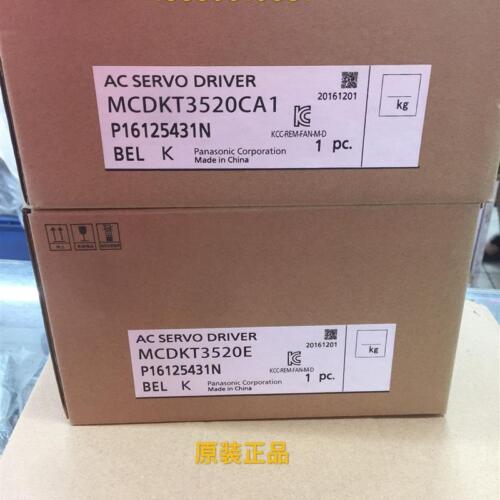 AC SERVO DRIVER
MCDKT3520CA1
20161201
P16125431N
KCC-REM-FAN-M-D
BEL K
Panasonic Corporation
Made in China
1 pc.
kg
AC SERVO DRIVER
MCDKT3520E
20161201
P16125431N
KCC-REM-FAN-M-D
BEL K
Panasonic Corporation
Made in China
1 pc.
kg
原装正品